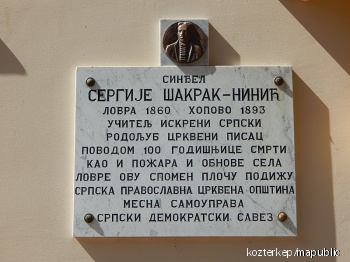 СИНЂЕЛ
СЕРГИЈЕ ШАКРАК-НИНИЋ
ЛОВРА 1860 ХОПОВО 1893
УЧИТЕЉ ИСКРЕНИ СРПСКИ
РОДОЉУБ ЦРКВЕНИ ПИСАЦ
ПОВОДОМ 100 ГОДИШЊИЦЕ СМРТИ
КАО И ПОЖАРА И ОБНОВЕ СЕЛА
ЛОВРЕ ОВУ СПОМЕН ПЛОЧУ ПОДИЖУ
СРПСКА ПРАВОСЛАВНА ЦРКВЕНА ОПШТИНА
МЕСНА САМОУПРАВА
СРПСКИ ДЕМОКРАТСКИ САВЕЗ
kozterkep/mapublic